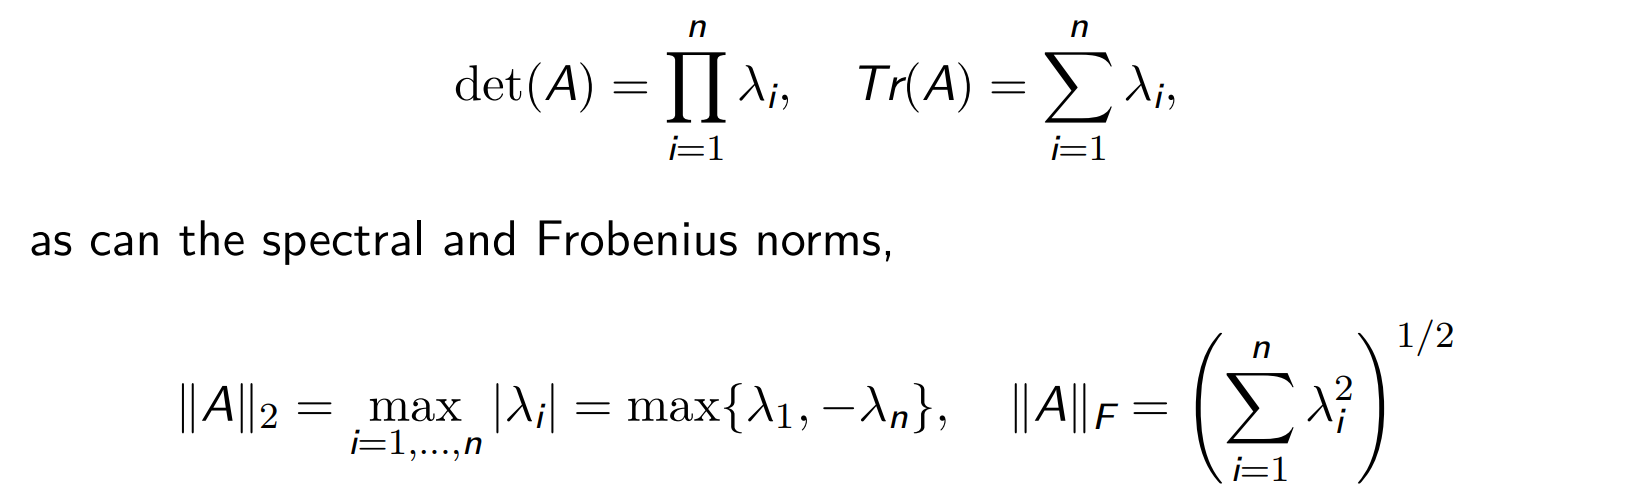 det(A) = ∏_{i=1}^{n} λ_i,   Tr(A) = ∑_{i=1}^{n} λ_i,
as can the spectral and Frobenius norms,
‖A‖_2 = max_{i=1,...,n} |λ_i| = max{λ_1, −λ_n},   ‖A‖_F = (∑_{i=1}^{n} λ_i^2)^{1/2}